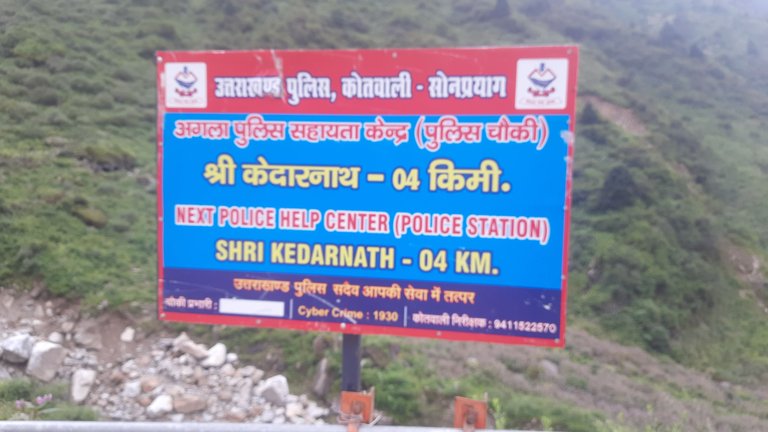 उत्तराखण्ड पुलिस, कोतवाली - सोनप्रयाग
अगला पुलिस सहायता केन्द्र (पुलिस चौकी)
श्री केदारनाथ - 04 किमी.
NEXT POLICE HELP CENTER (POLICE STATION)
SHRI KEDARNATH - 04 KM.
उत्तराखण्ड पुलिस सदैव आपकी सेवा में तत्पर
चौकी प्रभारी : Cyber Crime : 1930 कोतवाली निरीक्षक : 9411522570